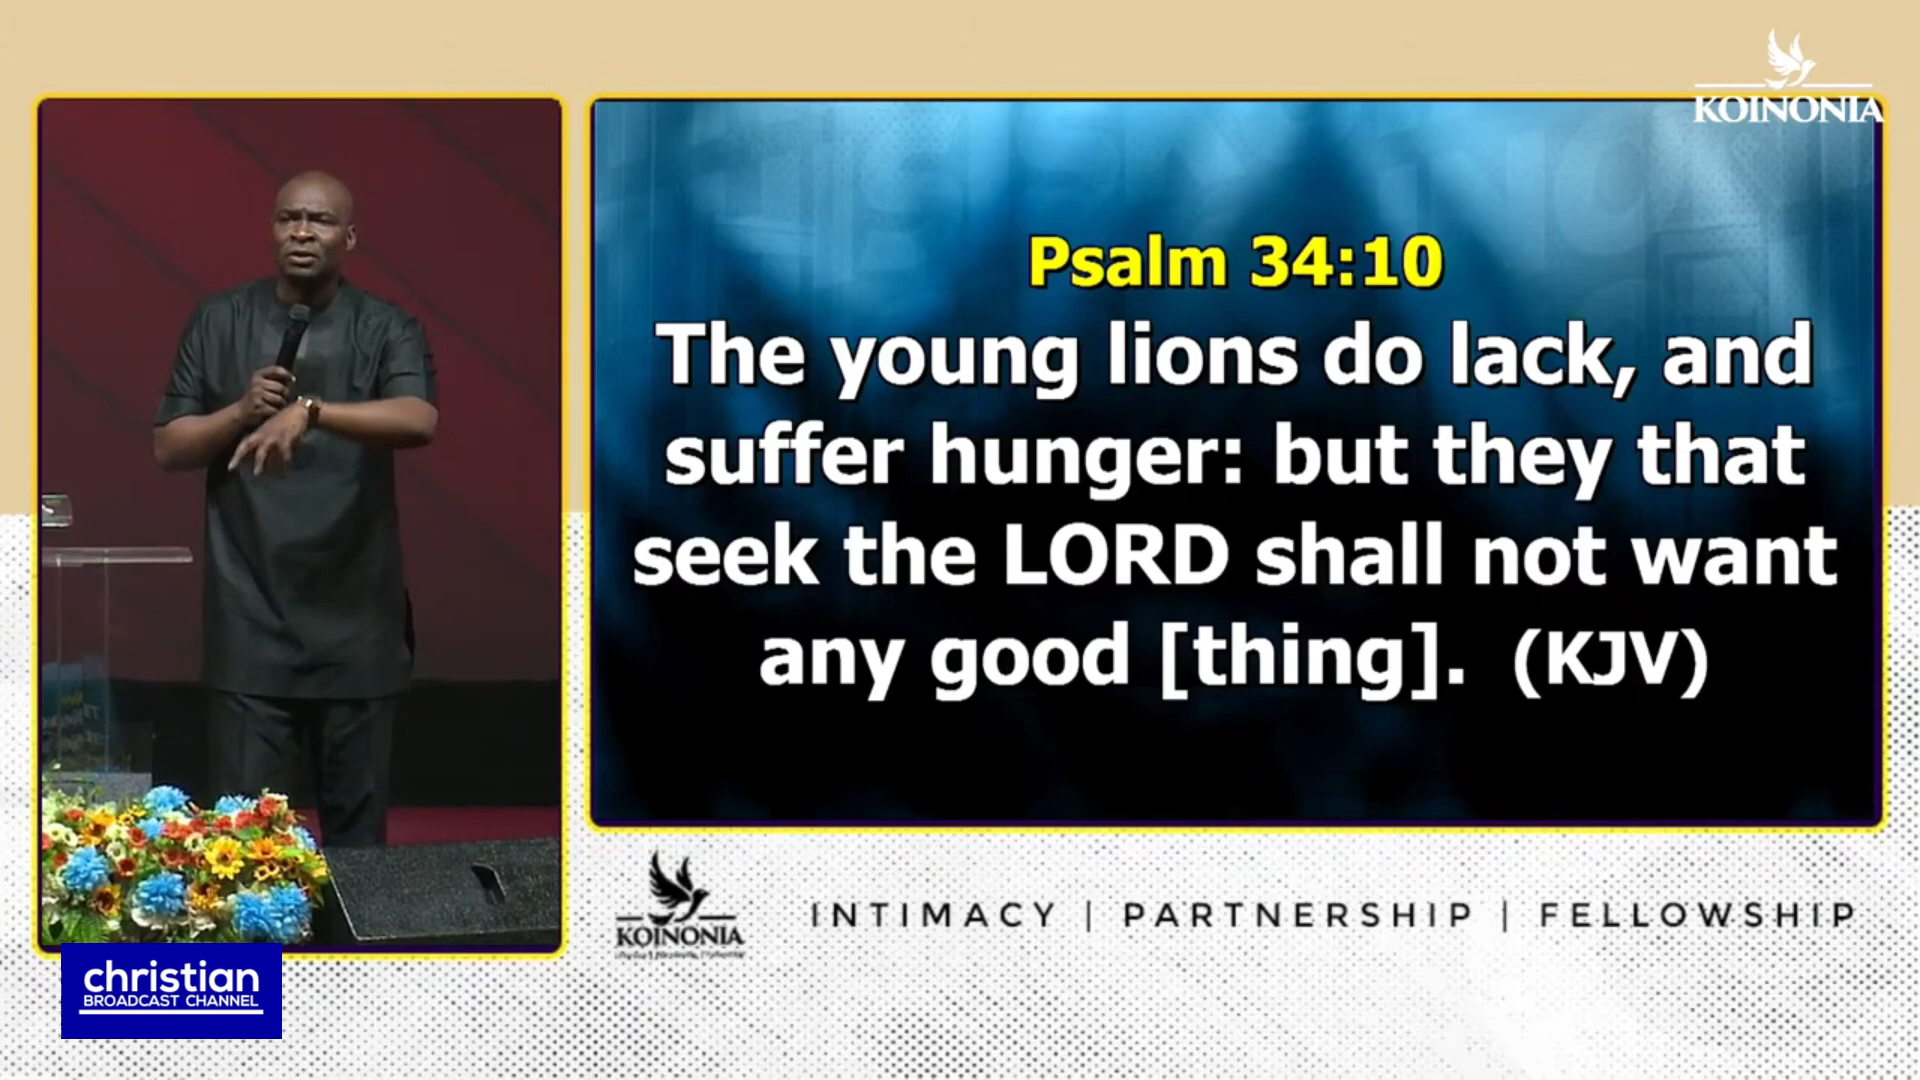 KOINONIA
Psalm 34:10
The young lions do lack, and
suffer hunger: but they that
seek the LORD shall not want
any good [thing]. (KJV)
KOINONIA
INTIMACY | PARTNERSHIP | FELLOWSHIP
christian
BROADCAST CHANNEL